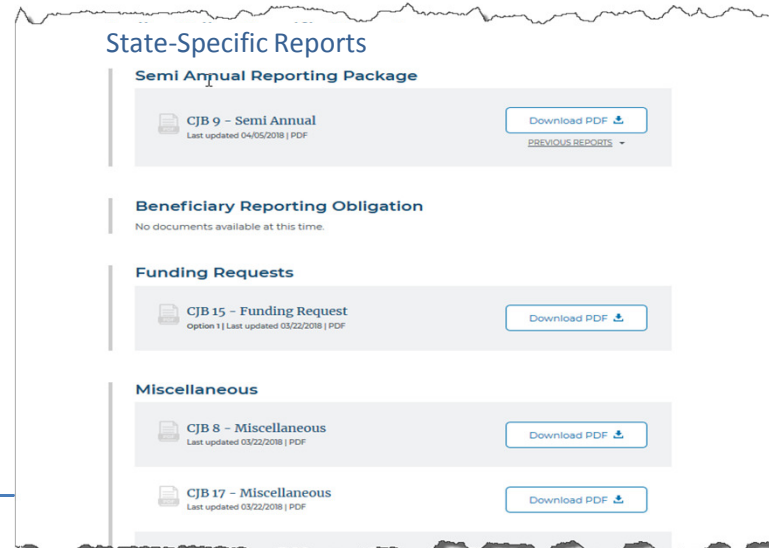 State-Specific Reports
Semi Annual Reporting Package
CJB 9 - Semi Annual
Last updated 04/05/2018 | PDF
Download PDF
PREVIOUS REPORTS
Beneficiary Reporting Obligation
No documents available at this time.
Funding Requests
CJB 15 - Funding Request
Option 1 | Last updated 03/22/2018 | PDF
Download PDF
Miscellaneous
CJB 8 - Miscellaneous
Last updated 03/22/2018 | PDF
Download PDF
CJB 17 - Miscellaneous
Last updated 03/22/2018 | PDF
Download PDF